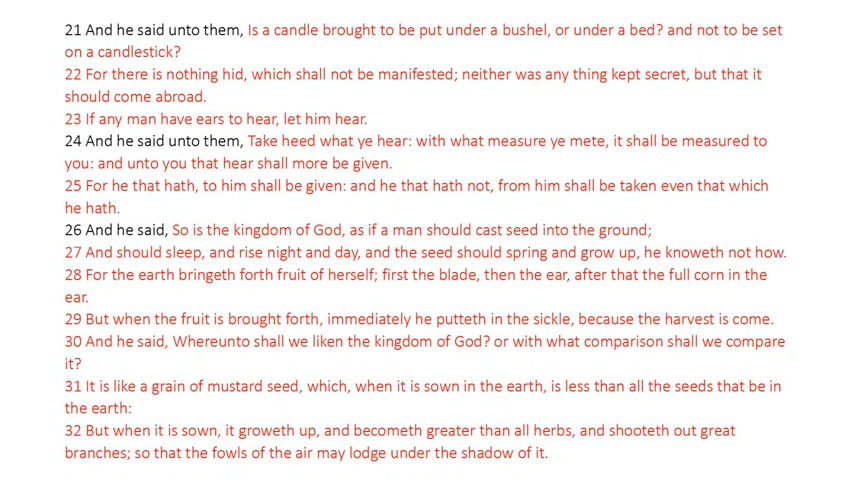 21 And he said unto them, Is a candle brought to be put under a bushel, or under a bed? and not to be set
on a candlestick?
22 For there is nothing hid, which shall not be manifested; neither was any thing kept secret, but that it
should come abroad.
23 If any man have ears to hear, let him hear.
24 And he said unto them, Take heed what ye hear: with what measure ye mete, it shall be measured to
you: and unto you that hear shall more be given.
25 For he that hath, to him shall be given: and he that hath not, from him shall be taken even that which
he hath.
26 And he said, So is the kingdom of God, as if a man should cast seed into the ground;
27 And should sleep, and rise night and day, and the seed should spring and grow up, he knoweth not how.
28 For the earth bringeth forth fruit of herself; first the blade, then the ear, after that the full corn in the
ear.
29 But when the fruit is brought forth, immediately he putteth in the sickle, because the harvest is come.
30 And he said, Whereunto shall we liken the kingdom of God? or with what comparison shall we compare
it?
31 It is like a grain of mustard seed, which, when it is sown in the earth, is less than all the seeds that be in
the earth:
32 But when it is sown, it groweth up, and becometh greater than all herbs, and shooteth out great
branches; so that the fowls of the air may lodge under the shadow of it.